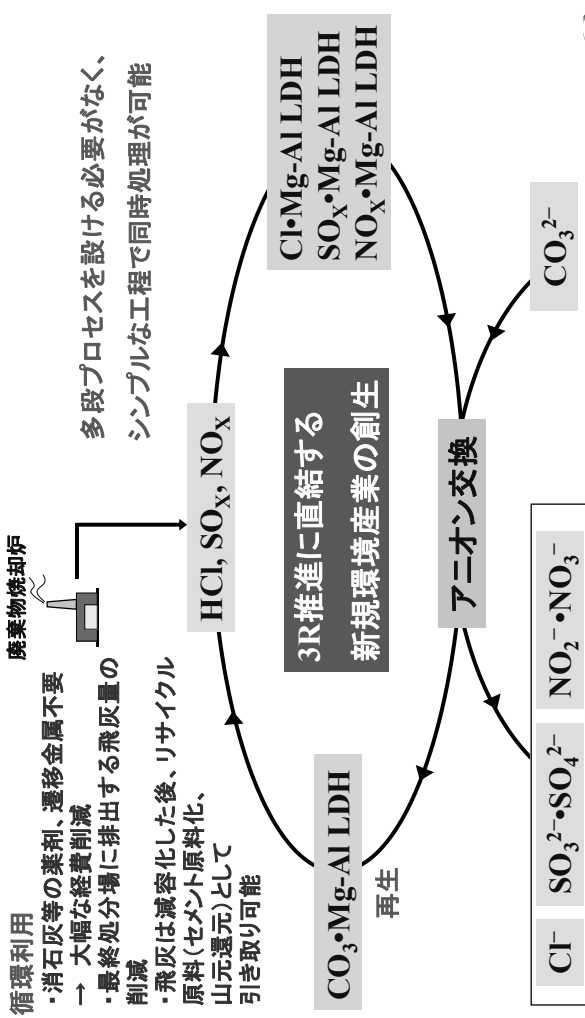 循環利用
・消石灰等の薬剤、遷移金属不要
→ 大幅な経費削減
・最終処分場に排出する飛灰量の
削減
・飛灰は減容化した後、リサイクル
原料(セメント原料化、
山元還元)として
引き取り可能
廃棄物焼却炉
多段プロセスを設ける必要がなく、
シンプルな工程で同時処理が可能
HCl, SOX, NOX
Cl•Mg-Al LDH
SOX•Mg-Al LDH
NOX•Mg-Al LDH
3R推進に直結する
新規環境産業の創生
CO3•Mg-Al LDH
再生
アニオン交換
CO32−
Cl−
SO32−•SO42−
NO2−•NO3−